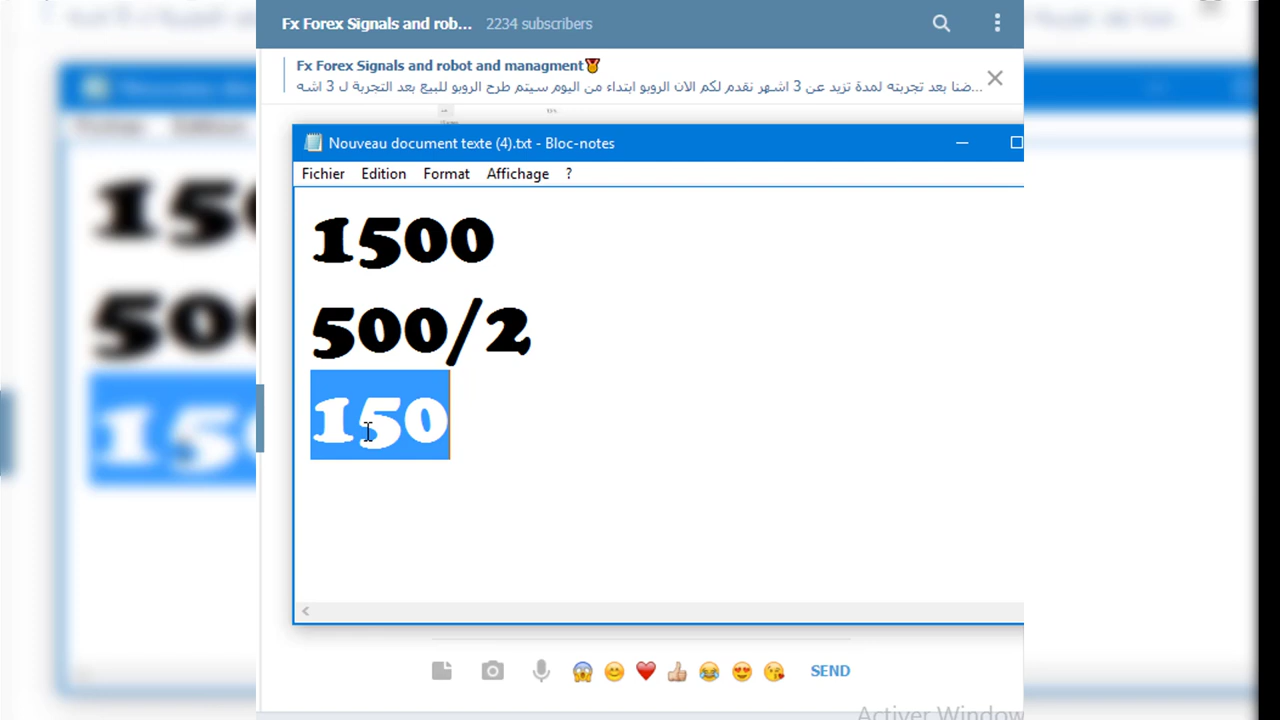 Fx Forex Signals and rob... 2234 subscribers
Fx Forex Signals and robot and managment🏅
...ضنا بعد تجربته لمدة تزيد عن 3 اشهر نقدم لكم الان الروبو ابتداء من اليوم سيتم طرح الروبو للبيع بعد التجربة ل 3 اشه
Nouveau document texte (4).txt - Bloc-notes
Fichier Edition Format Affichage ?
1500
500/2
150
SEND
Activer Window